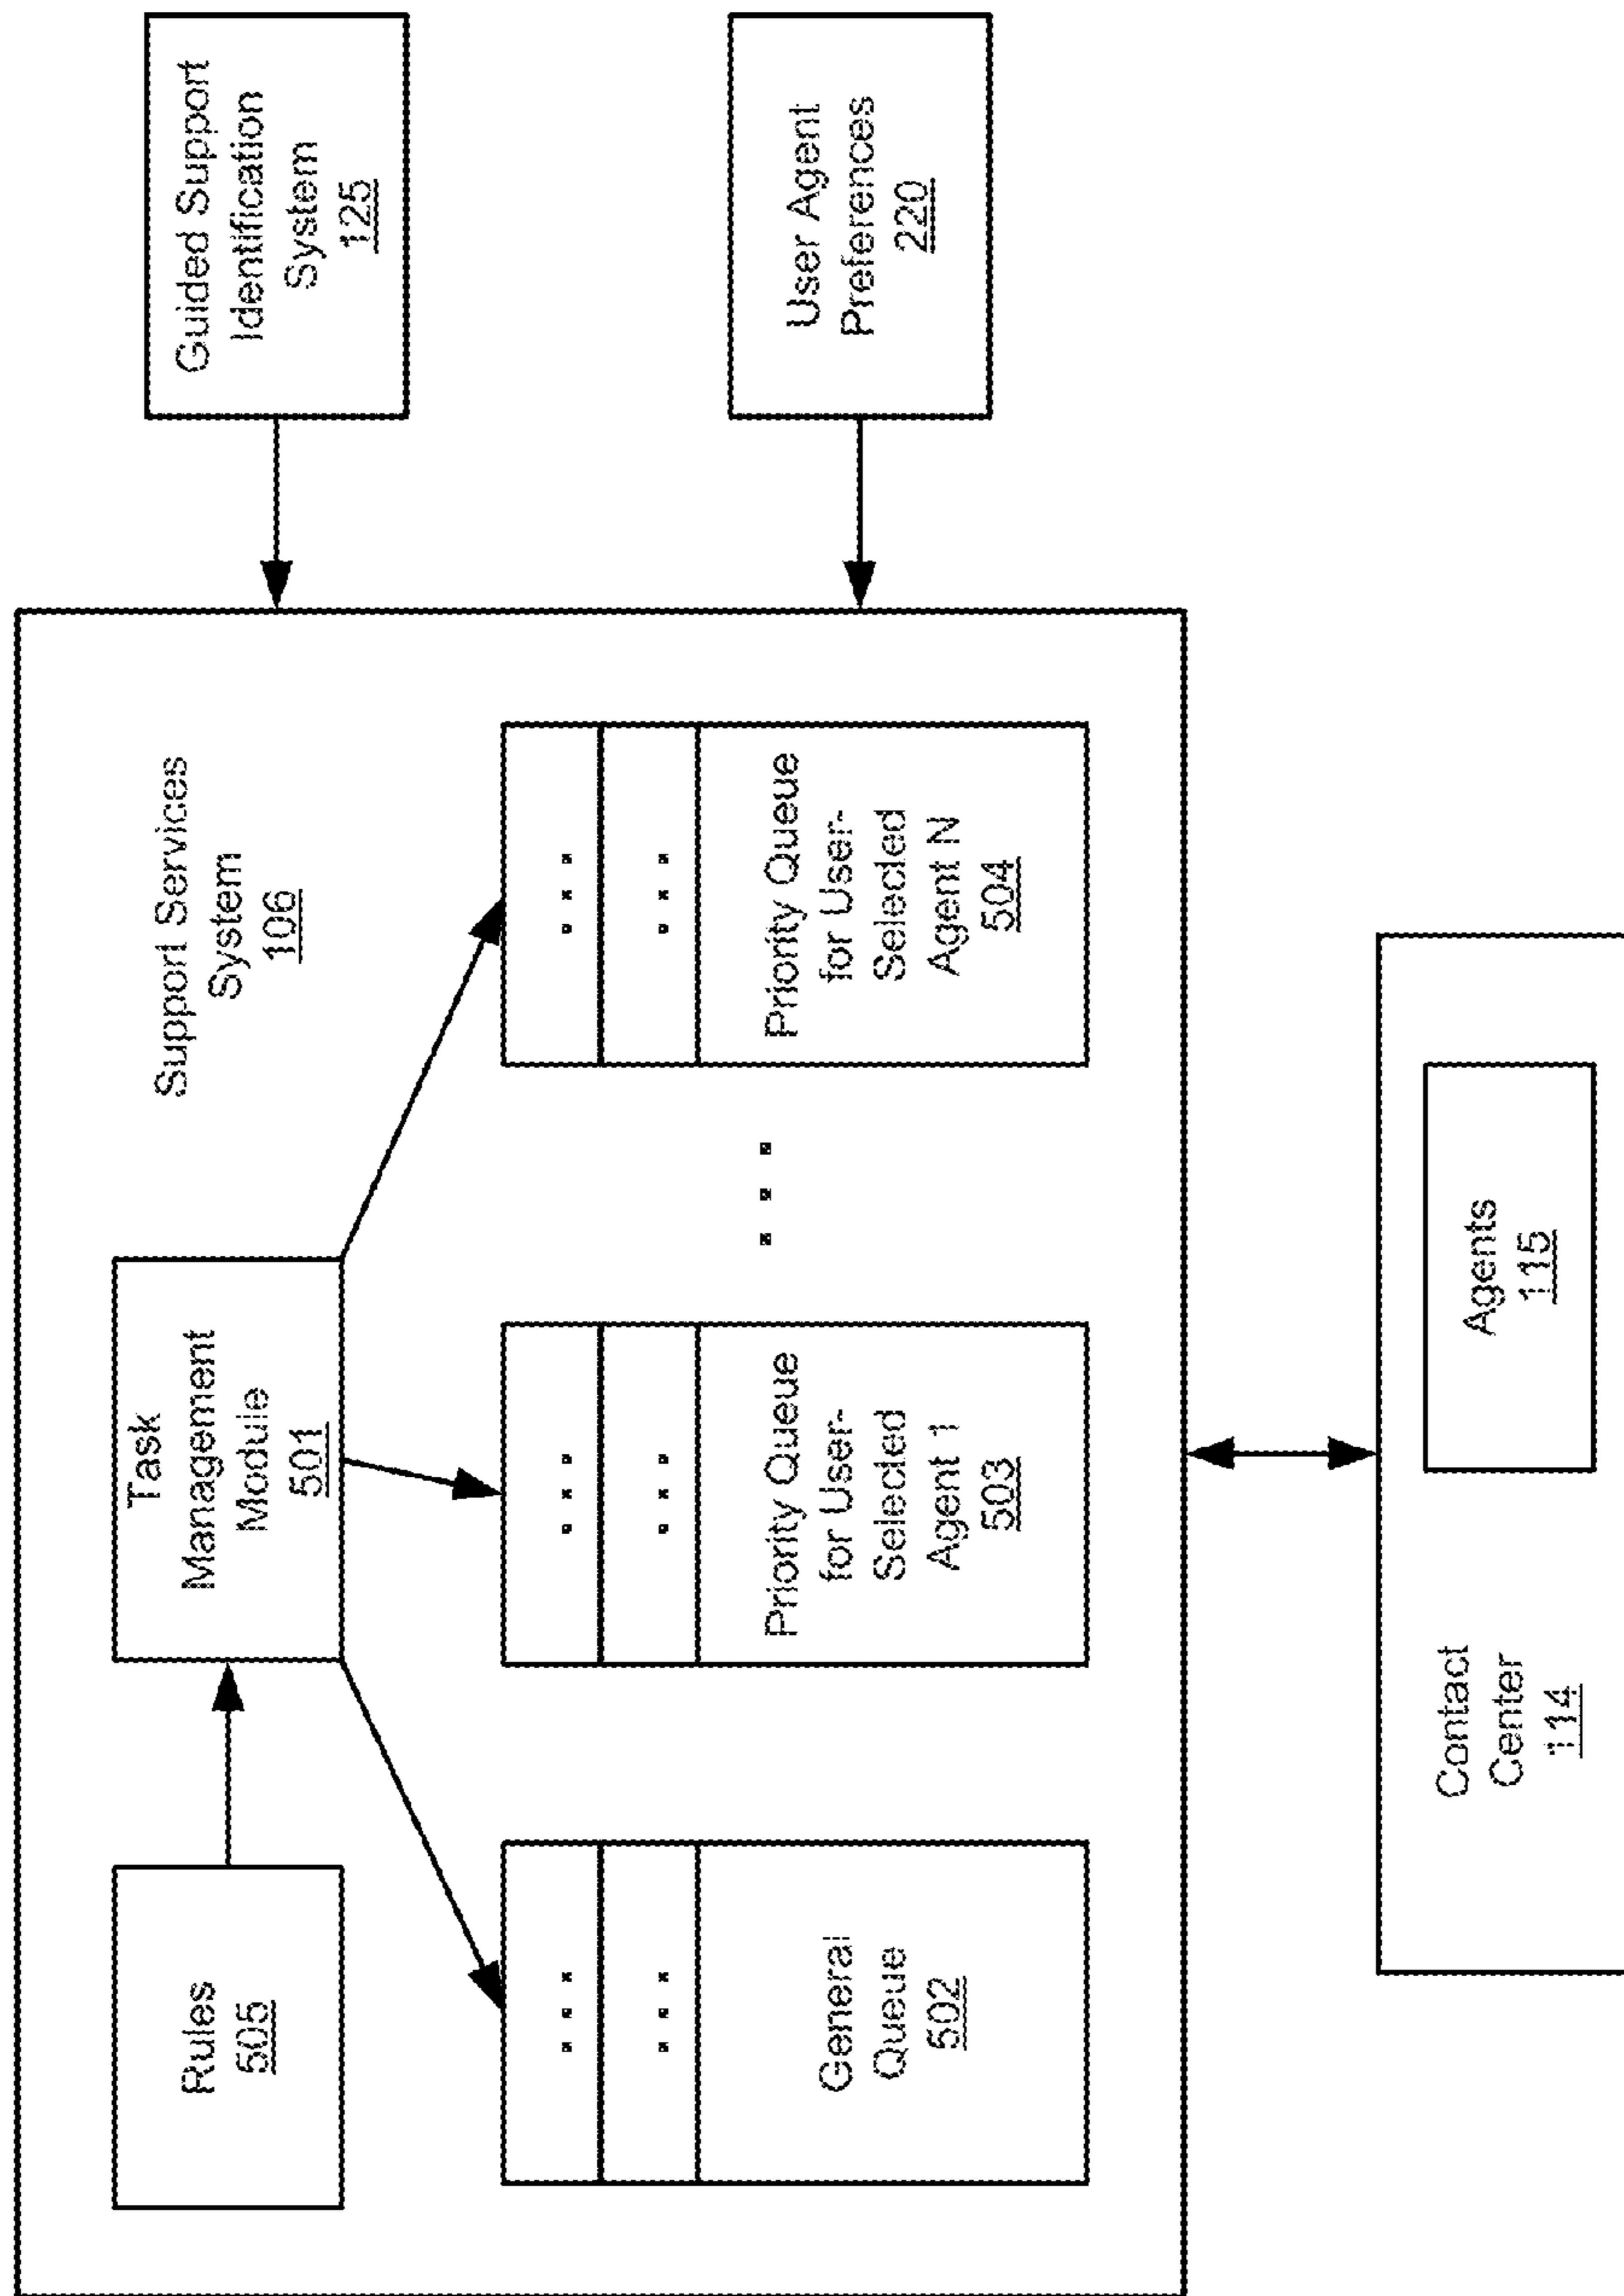 Rules
505
Task
Management
Module
501
Support Services
System
106
Guided Support
Identification
System
125
General
Queue
502
Priority Queue
for User-
Selected
Agent 1
503
Priority Queue
for User-
Selected
Agent N
504
User Agent
Preferences
220
Contact
Center
114
Agents
115